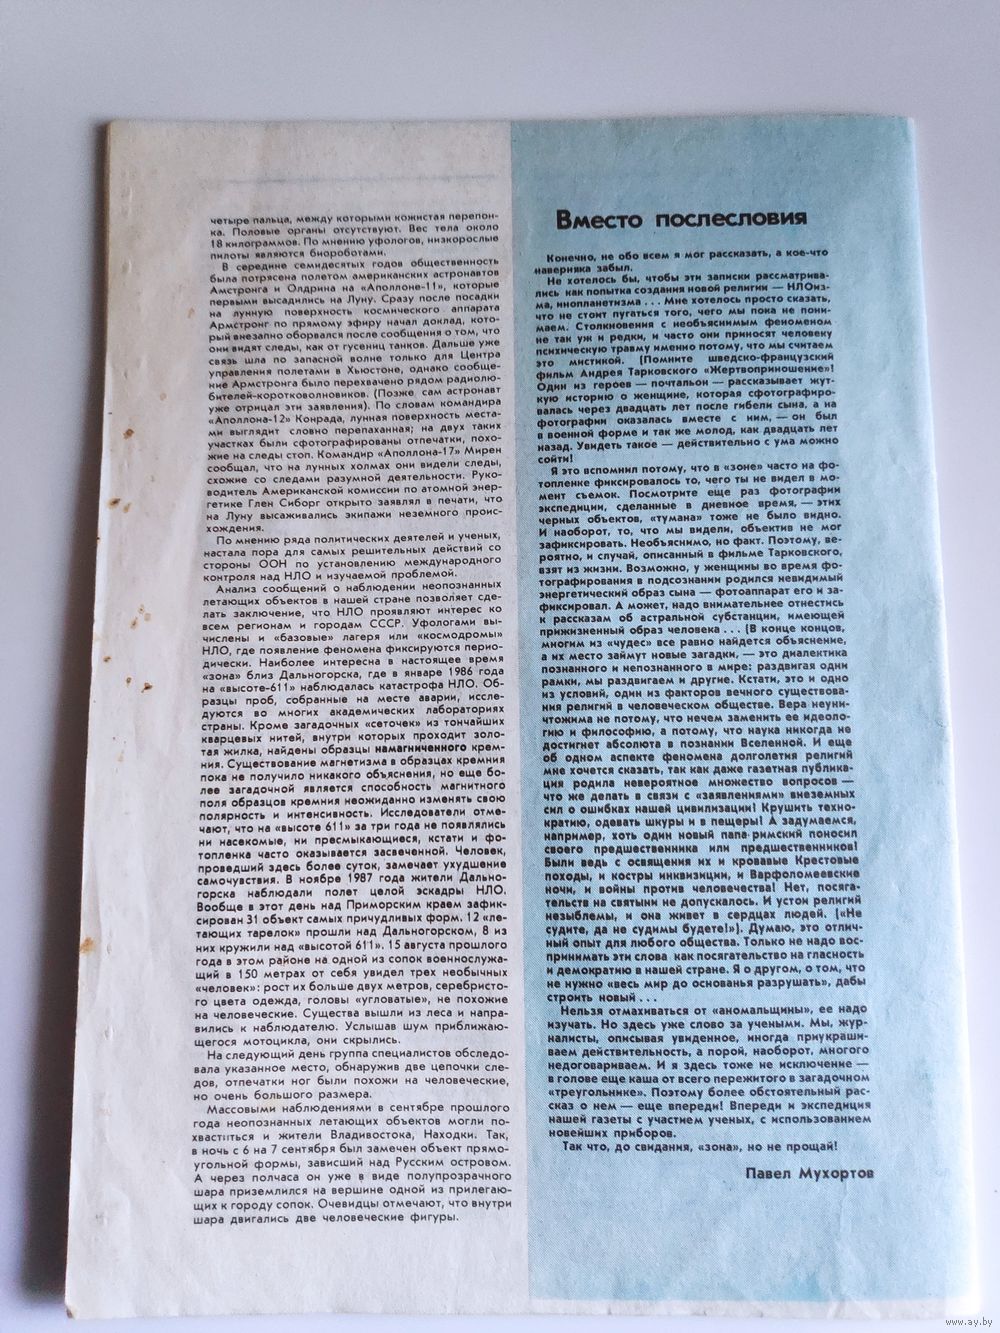 четыре пальца, между которыми кожистая перепон-
ка. Половые органы отсутствуют. Вес тела около
18 килограммов. По мнению уфологов, низкорослые
пилоты являются биороботами.
В середине семидесятых годов общественность
была потрясена полетом американских астронавтов
Амстронга и Олдрина на «Аполлоне-11», которые
первыми высадились на Луну. Сразу после посадки
на лунную поверхность космического аппарата
Армстронг по прямому эфиру начал доклад, кото-
рый внезапно оборвался после сообщения о том, что
они видят следы, как от гусениц танков. Дальше уже
связь шла по запасной волне только для Центра
управления полетами в Хьюстоне, однако сообще-
ние Армстронга было перехвачено рядом радиолю-
бителей-коротковолновиков. (Позже сам астронавт
уже отрицал эти заявления). По словам командира
«Аполлона-12» Конрада, лунная поверхность места-
ми выглядит словно перепаханная; на двух таких
участках были сфотографированы отпечатки, похо-
жие на следы стоп. Командир «Аполлона-17» Мирен
сообщал, что на лунных холмах они видели следы,
схожие со следами разумной деятельности. Руко-
водитель Американской комиссии по атомной энер-
гетике Глен Сиборг открыто заявлял в печати, что
на Луну высаживались экипажи неземного проис-
хождения.
По мнению ряда политических деятелей и ученых,
настала пора для самых решительных действий со
стороны ООН по установлению международного
контроля над НЛО и изучаемой проблемой.
Анализ сообщений о наблюдении неопознанных
летающих объектов в нашей стране позволяет сде-
лать заключение, что НЛО проявляют интерес ко
всем регионам и городам СССР. Уфологами вы-
числены и «базовые» лагеря или «космодромы»
НЛО, где появление феномена фиксируются перио-
дически. Наиболее интересна в настоящее время
«зона» близ Дальногорска, где в январе 1986 года
на «высоте-611» наблюдалась катастрофа НЛО. Об-
разцы проб, собранные на месте аварии, иссле-
дуются во многих академических лабораториях
страны. Кроме загадочных «сеточек» из тончайших
кварцевых нитей, внутри которых проходит золо-
тая жилка, найдены образцы намагниченного крем-
ния. Существование магнетизма в образцах кремния
пока не получило никакого объяснения, но еще бо-
лее загадочной является способность магнитного
поля образцов кремния неожиданно изменять свою
полярность и интенсивность. Исследователи отме-
чают, что на «высоте 611» за три года не появлялись
ни насекомые, ни пресмыкающиеся, кстати и фо-
топленка часто оказывается засвеченной. Человек,
проведший здесь более суток, замечает ухудшение
самочувствия. В ноябре 1987 года жители Дально-
горска наблюдали полет целой эскадры НЛО.
Вообще в этот день над Приморским краем зафик-
сирован 31 объект самых причудливых форм. 12 «ле-
тающих тарелок» прошли над Дальногорском, 8 из
них кружили над «высотой 611». 15 августа прошлого
года в этом районе на одной из сопок военнослужа-
щий в 150 метрах от себя увидел трех необычных
«человек»: рост их больше двух метров, серебристо-
го цвета одежда, головы «угловатые», не похожие
на человеческие. Существа вышли из леса и напра-
вились к наблюдателю. Услышав шум приближаю-
щегося мотоцикла, они скрылись.
На следующий день группа специалистов обследо-
вала указанное место, обнаружив две цепочки сле-
дов, отпечатки ног были похожи на человеческие,
но очень большого размера.
Массовыми наблюдениями в сентябре прошлого
года неопознанных летающих объектов могли по-
хваститься и жители Владивостока, Находки. Так,
в ночь с 6 на 7 сентября был замечен объект прямо-
угольной формы, зависший над Русским островом.
А через полчаса он уже в виде полупрозрачного
шара приземлился на вершине одной из прилегаю-
щих к городу сопок. Очевидцы отмечают, что внутри
шара двигались две человеческие фигуры.
Вместо послесловия
Конечно, не обо всем я мог рассказать, а кое-что
наверняка забыл.
Не хотелось бы, чтобы эти записки рассматрива-
лись как попытка создания новой религии — НЛОиз-
ма, инопланетизма . . . Мне хотелось просто сказать,
что не стоит пугаться того, чего мы пока не пони-
маем. Столкновения с необъяснимым феноменом
не так уж и редки, и часто они приносят человеку
психическую травму именно потому, что мы считаем
это мистикой. (Помните шведско-французский
фильм Андрея Тарковского «Жертвоприношение»!
Один из героев — почтальон — рассказывает жут-
кую историю о женщине, которая сфотографиро-
валась через двадцать лет после гибели сына, а на
фотографии оказалась вместе с ним, — он был
в военной форме и так же молод, как двадцать лет
назад. Увидеть такое — действительно с ума можно
сойти!
Я это вспомнил потому, что в «зоне» часто на фо-
топленке фиксировалось то, чего ты не видел в мо-
мент съемок. Посмотрите еще раз фотографии
экспедиции, сделанные в дневное время, — этих
черных объектов, «тумана» тоже не было видно.
И наоборот, то, что мы видели, объектив не мог
зафиксировать. Необъяснимо, но факт. Поэтому, ве-
роятно, и случай, описанный в фильме Тарковского,
взят из жизни. Возможно, у женщины во время фо-
тографирования в подсознании родился невидимый
энергетический образ сына — фотоаппарат его и за-
фиксировал. А может, надо внимательнее отнестись
к рассказам об астральной субстанции, имеющей
прижизненный образ человека . . . (В конце концов,
многим из «чудес» все равно найдется объяснение,
а их место займут новые загадки, — это диалектика
познанного и непознанного в мире: раздвигая одни
рамки, мы раздвигаем и другие. Кстати, это и одно
из условий, один из факторов вечного существова-
ния религий в человеческом обществе. Вера неуни-
чтожима не потому, что нечем заменить ее идеоло-
гию и философию, а потому, что наука никогда не
достигнет абсолюта в познании Вселенной. И еще
об одном аспекте феномена долголетия религий
мне хочется сказать, так как даже газетная публика-
ция родила невероятное множество вопросов —
что же делать в связи с «заявлениями» внеземных
сил о ошибках нашей цивилизации! Крушить техно-
кратию, одевать шкуры и в пещеры! А задумаемся,
например, хоть один новый папа римский поносил
своего предшественника или предшественников!
Были ведь с освящения их и кровавые Крестовые
походы, и костры инквизиции, и Варфоломеевские
ночи, и войны против человечества! Нет, посяга-
тельств на святыни не допускалось. И устои религий
незыблемы, и она живет в сердцах людей. («Не
судите, да не судимы будете!»). Думаю, это отлич-
ный опыт для любого общества. Только не надо вос-
принимать эти слова как посягательство на гласность
и демократию в нашей стране. Я о другом, о том, что
не нужно «весь мир до основанья разрушать», дабы
строить новый . . .
Нельзя отмахиваться от «аномальщины», ее надо
изучать. Но здесь уже слово за учеными. Мы, жур-
налисты, описывая увиденное, иногда приукраши-
ваем действительность, а порой, наоборот, многого
недоговариваем. И я здесь тоже не исключение —
в голове еще каша от всего пережитого в загадочном
«треугольнике». Поэтому более обстоятельный рас-
сказ о нем — еще впереди! Впереди и экспедиция
нашей газеты с участием ученых, с использованием
новейших приборов.
Так что, до свидания, «зона», но не прощай!
Павел Мухортов
www.ay.by